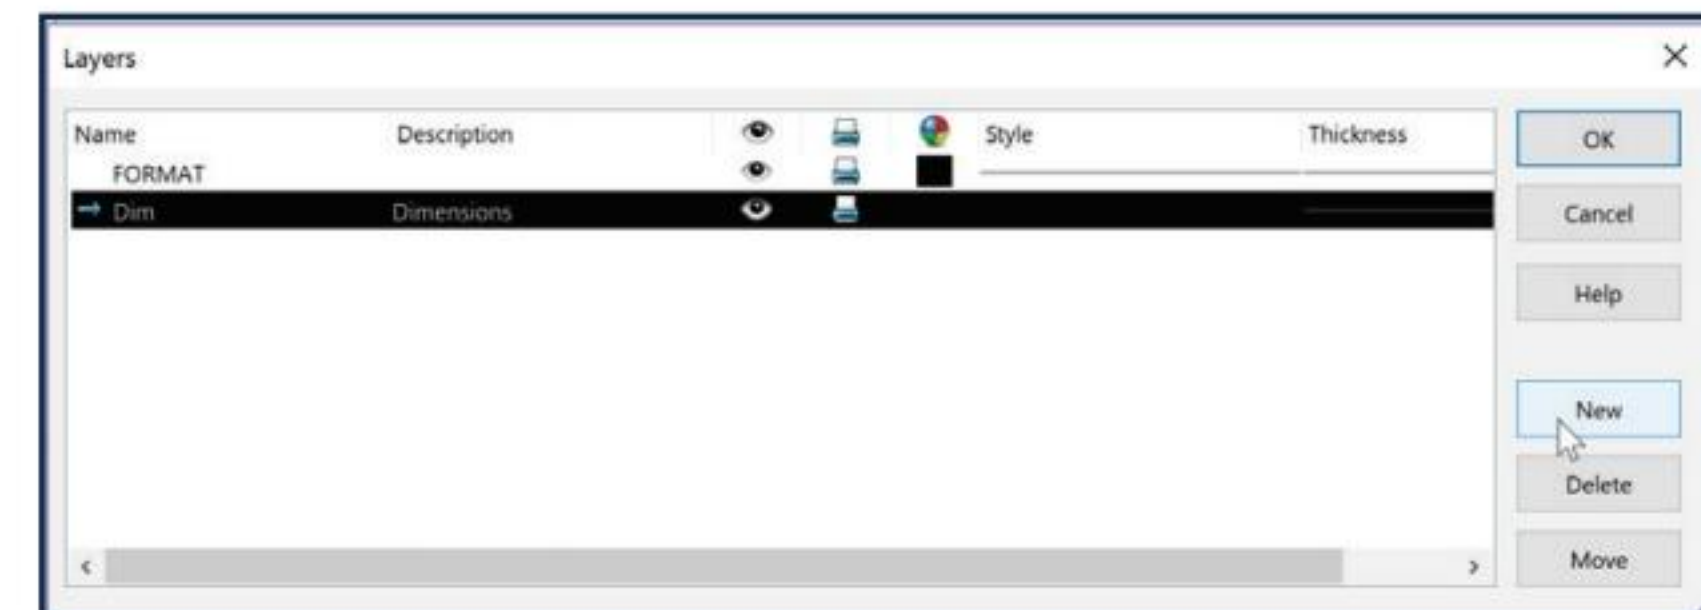 Layers
Name Description Style Thickness
FORMAT
Dim Dimensions
OK
Cancel
Help
New
Delete
Move